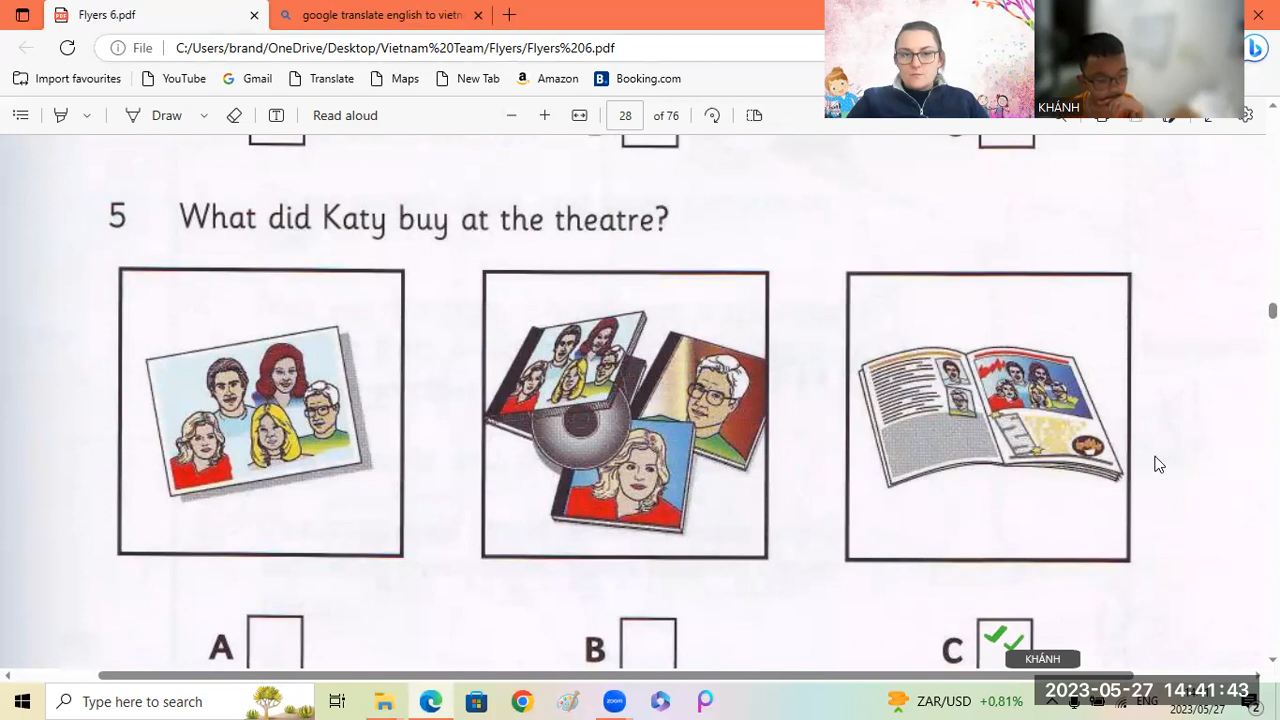 Flyers 6.pdf
google translate english to vietn
File
C:/Users/brand/OneDrive/Desktop/Vietnam%20Team/Flyers/Flyers%206.pdf
Import favourites
YouTube
Gmail
Translate
Maps
New Tab
Amazon
Booking.com
KHÁNH
Draw
Read aloud
28
of 76
5 What did Katy buy at the theatre?
A
B
C
KHÁNH
Type here to search
ZAR/USD +0,81%
ENG
2023-05-27 14:41:43
2023/05/27